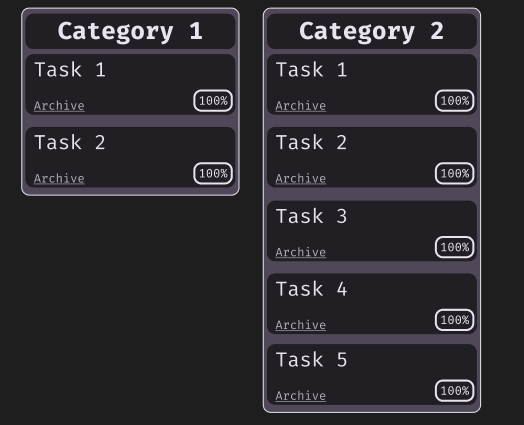 Category 1
Task 1
Archive
100%
Task 2
Archive
100%
Category 2
Task 1
Archive
100%
Task 2
Archive
100%
Task 3
Archive
100%
Task 4
Archive
100%
Task 5
Archive
100%